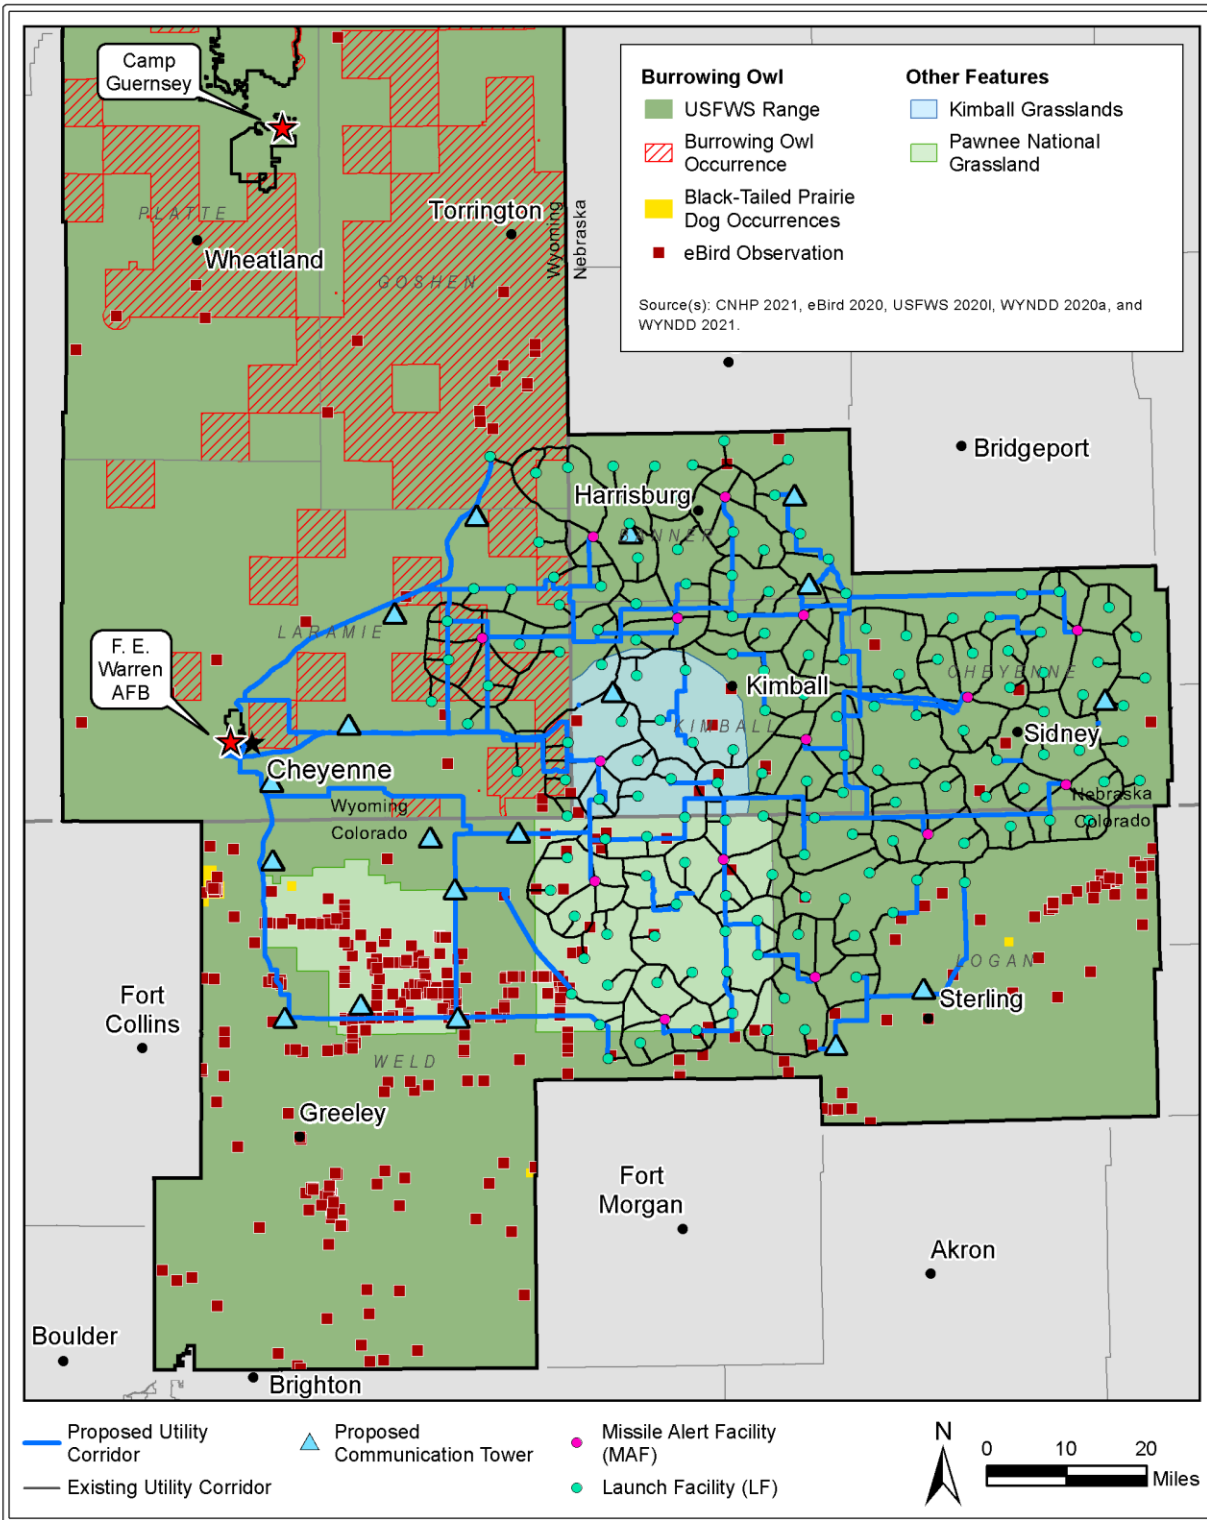 Camp
Guernsey
Burrowing Owl
USFWS Range
Burrowing Owl
Occurrence
Black-Tailed Prairie
Dog Occurrences
eBird Observation
Other Features
Kimball Grasslands
Pawnee National
Grassland
Source(s): CNHP 2021, eBird 2020, USFWS 2020l, WYNDD 2020a, and
WYNDD 2021.
PLATTE
Torrington
Wyoming
Nebraska
Wheatland
GOSHEN
Bridgeport
Harrisburg
BANNER
LARAMIE
F. E.
Warren
AFB
CHEYENNE
Kimball
KIMBALL
Sidney
Cheyenne
Wyoming
Colorado
Nebraska
Colorado
LOGAN
Sterling
Fort
Collins
WELD
Greeley
Fort
Morgan
Akron
Boulder
Brighton
Proposed Utility
Corridor
Existing Utility Corridor
Proposed
Communication Tower
Missile Alert Facility
(MAF)
Launch Facility (LF)
N
0 10 20
Miles